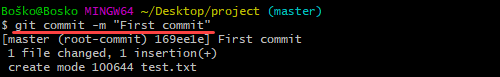 Boško@Bosko MINGW64 ~/Desktop/project (master)
$ git commit -m "First commit"
[master (root-commit) 169ee1e] First commit
 1 file changed, 1 insertion(+)
 create mode 100644 test.txt